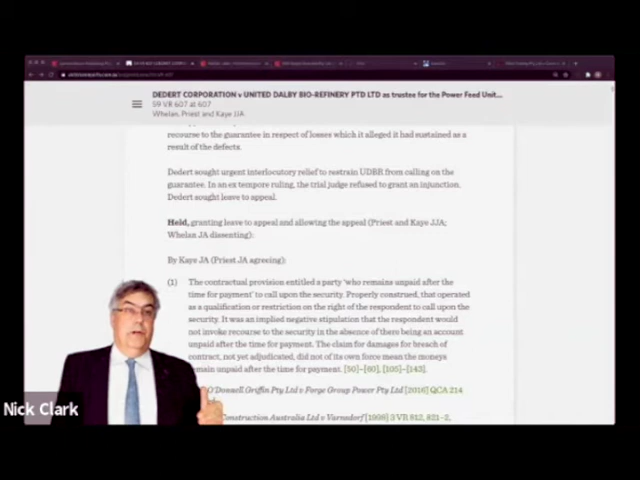 DEDERT CORPORATION v UNITED DALBY BIO-REFINERY PTD LTD as trustee for the Power Feed Unit...
59 VR 607 at 607
Whelan, Priest and Kaye JJA
recourse to the guarantee in respect of losses which it alleged it had sustained as a
result of the defects.
Dedert sought urgent interlocutory relief to restrain UDBR from calling on the
guarantee. In an ex tempore ruling, the trial judge refused to grant an injunction.
Dedert sought leave to appeal.
Held, granting leave to appeal and allowing the appeal (Priest and Kaye JJA;
Whelan JA dissenting):
By Kaye JA (Priest JA agreeing):
(1) The contractual provision entitled a party 'who remains unpaid after the
time for payment' to call upon the security. Properly construed, that operated
as a qualification or restriction on the right of the respondent to call upon the
security. It was an implied negative stipulation that the respondent would
not invoke recourse to the security in the absence of there being an account
unpaid after the time for payment. The claim for damages for breach of
contract, not yet adjudicated, did not of its own force mean the moneys
remain unpaid after the time for payment. [50]–[60], [105]–[143].
O'Donnell Griffin Pty Ltd v Forge Group Power Pty Ltd [2016] QCA 214
Construction Australia Ltd v Varnsdorf [1998] 3 VR 812, 821–2,
Nick Clark